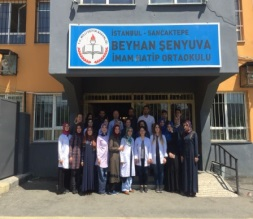 İSTANBUL - SANCAKTEPE
BEYHAN ŞENYUVA
İMAM HATİP ORTAOKULU